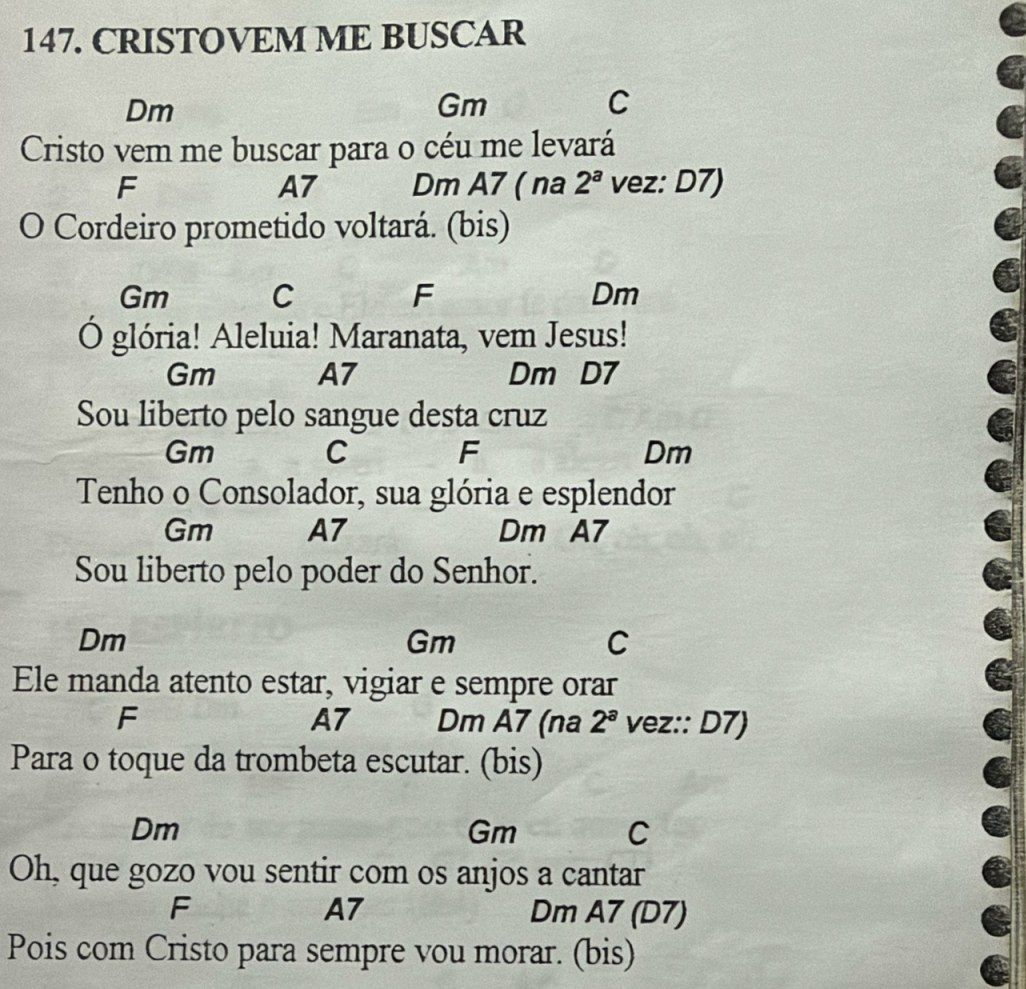 147. CRISTOVEM ME BUSCAR
Dm Gm C
Cristo vem me buscar para o céu me levará
F A7 Dm A7 ( na 2ª vez: D7)
O Cordeiro prometido voltará. (bis)
Gm C F Dm
Ó glória! Aleluia! Maranata, vem Jesus!
Gm A7 Dm D7
Sou liberto pelo sangue desta cruz
Gm C F Dm
Tenho o Consolador, sua glória e esplendor
Gm A7 Dm A7
Sou liberto pelo poder do Senhor.
Dm Gm C
Ele manda atento estar, vigiar e sempre orar
F A7 Dm A7 (na 2ª vez:: D7)
Para o toque da trombeta escutar. (bis)
Dm Gm C
Oh, que gozo vou sentir com os anjos a cantar
F A7 Dm A7 (D7)
Pois com Cristo para sempre vou morar. (bis)